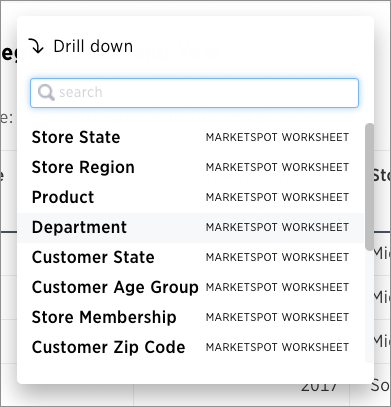 Drill down
search
Store State MARKETSPOT WORKSHEET
Store Region MARKETSPOT WORKSHEET
Product MARKETSPOT WORKSHEET
Department MARKETSPOT WORKSHEET
Customer State MARKETSPOT WORKSHEET
Customer Age Group MARKETSPOT WORKSHEET
Store Membership MARKETSPOT WORKSHEET
Customer Zip Code MARKETSPOT WORKSHEET
2017